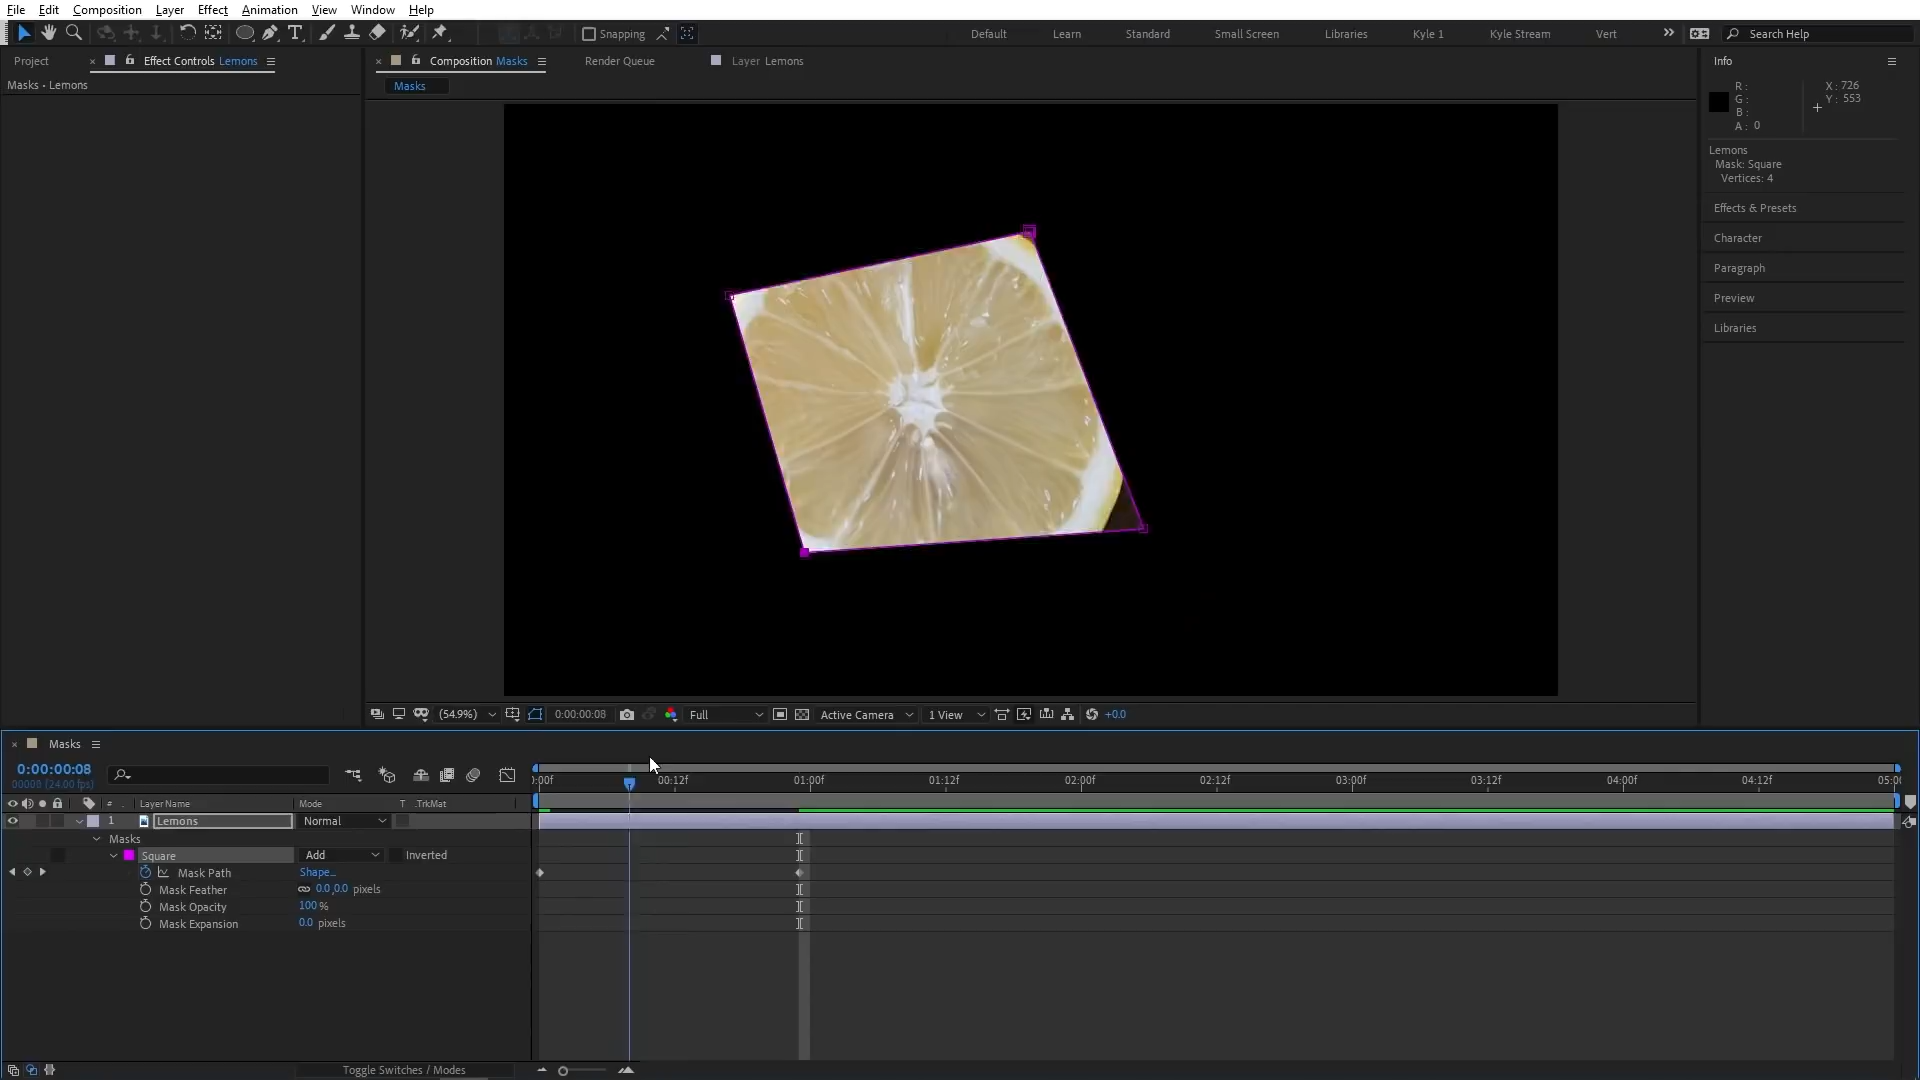 File Edit Composition Layer Effect Animation View Window Help
Snapping Default Learn Standard Small Screen Libraries Kyle 1 Kyle Stream Vert Search Help
Project Effect Controls Lemons Composition Masks Render Queue Layer Lemons Info
Masks • Lemons
Masks
R :
G :
B :
A : 0
X : 726
Y : 553
Lemons
Mask: Square
Vertices: 4
Effects & Presets
Character
Paragraph
Preview
Libraries
(54.9%) 0:00:00:08 Full Active Camera 1 View +0.0
Masks
0:00:00:08
00008 (24.00 fps)
:00f 00:12f 01:00f 01:12f 02:00f 02:12f 03:00f 03:12f 04:00f 04:12f 05:0
# Layer Name Mode T .TrkMat
1 Lemons Normal
Masks
Square Add Inverted
Mask Path Shape...
Mask Feather 0.0,0.0 pixels
Mask Opacity 100 %
Mask Expansion 0.0 pixels
Toggle Switches / Modes